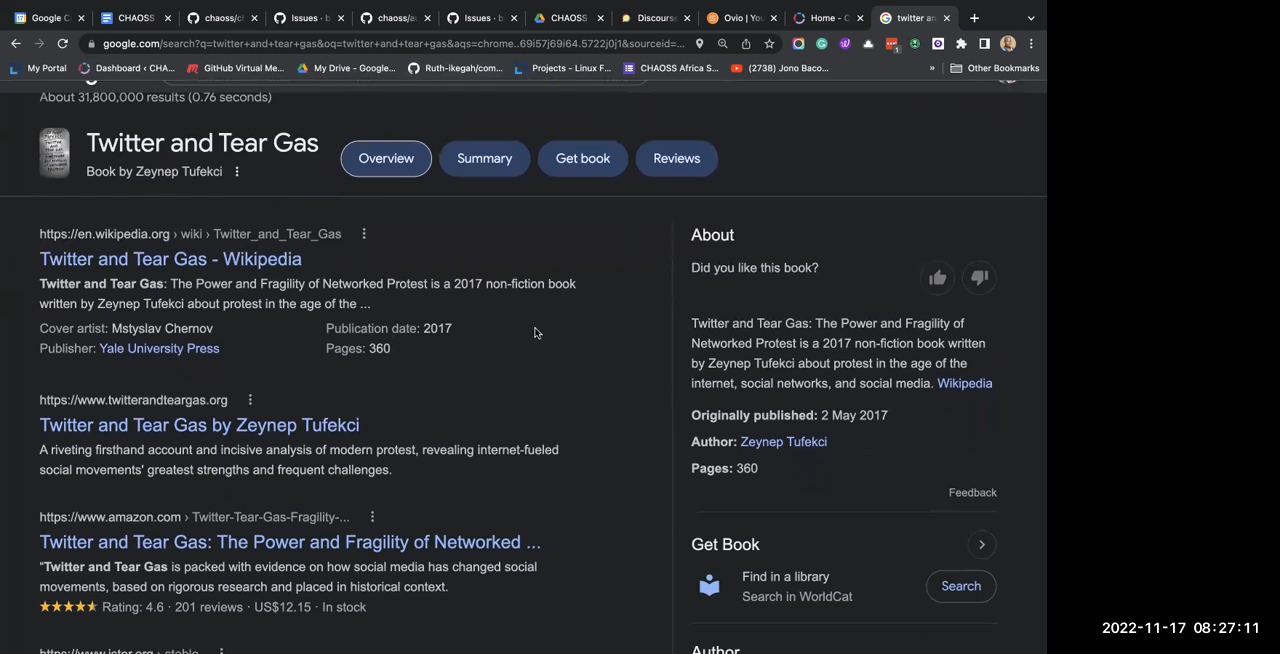 Google C
CHAOSS
chaoss/c
Issues · b
chaoss/a
Issues · b
CHAOSS
Discours
Ovio | You
Home - C
twitter an
google.com/search?q=twitter+and+tear+gas&oq=twitter+and+tear+gas&aqs=chrome..69i57j69i64.5722j0j1&sourceid=...
1
My Portal
Dashboard ‹ CHA...
GitHub Virtual Me...
My Drive - Google...
Ruth-ikegah/com...
Projects - Linux F...
CHAOSS Africa S...
(2738) Jono Baco...
»
Other Bookmarks
About 31,800,000 results (0.76 seconds)
Twitter and Tear Gas
Book by Zeynep Tufekci
Overview
Summary
Get book
Reviews
https://en.wikipedia.org › wiki › Twitter_and_Tear_Gas
Twitter and Tear Gas - Wikipedia
Twitter and Tear Gas: The Power and Fragility of Networked Protest is a 2017 non-fiction book
written by Zeynep Tufekci about protest in the age of the ...
Cover artist: Mstyslav Chernov
Publication date: 2017
Publisher: Yale University Press
Pages: 360
https://www.twitterandteargas.org
Twitter and Tear Gas by Zeynep Tufekci
A riveting firsthand account and incisive analysis of modern protest, revealing internet-fueled
social movements' greatest strengths and frequent challenges.
https://www.amazon.com › Twitter-Tear-Gas-Fragility-...
Twitter and Tear Gas: The Power and Fragility of Networked ...
"Twitter and Tear Gas is packed with evidence on how social media has changed social
movements, based on rigorous research and placed in historical context.
Rating: 4.6 · 201 reviews · US$12.15 · In stock
https://www.jstor.org › stable
About
Did you like this book?
Twitter and Tear Gas: The Power and Fragility of
Networked Protest is a 2017 non-fiction book written
by Zeynep Tufekci about protest in the age of the
internet, social networks, and social media. Wikipedia
Originally published: 2 May 2017
Author: Zeynep Tufekci
Pages: 360
Feedback
Get Book
Find in a library
Search in WorldCat
Search
Author
2022-11-17 08:27:11